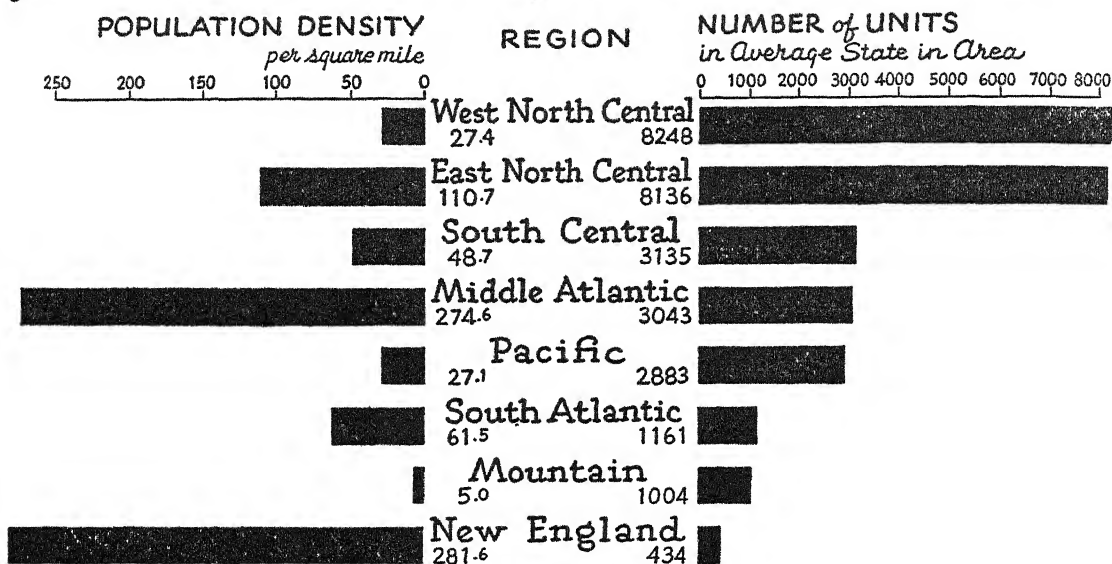 POPULATION DENSITY
per square mile
REGION
NUMBER of UNITS
in Average State in Area
250 200 150 100 50 0
0 1000 2000 3000 4000 5000 6000 7000 8000
West North Central
27.4 8248
East North Central
110.7 8136
South Central
48.7 3135
Middle Atlantic
274.6 3043
Pacific
27.1 2883
South Atlantic
61.5 1161
Mountain
5.0 1004
New England
281.6 434